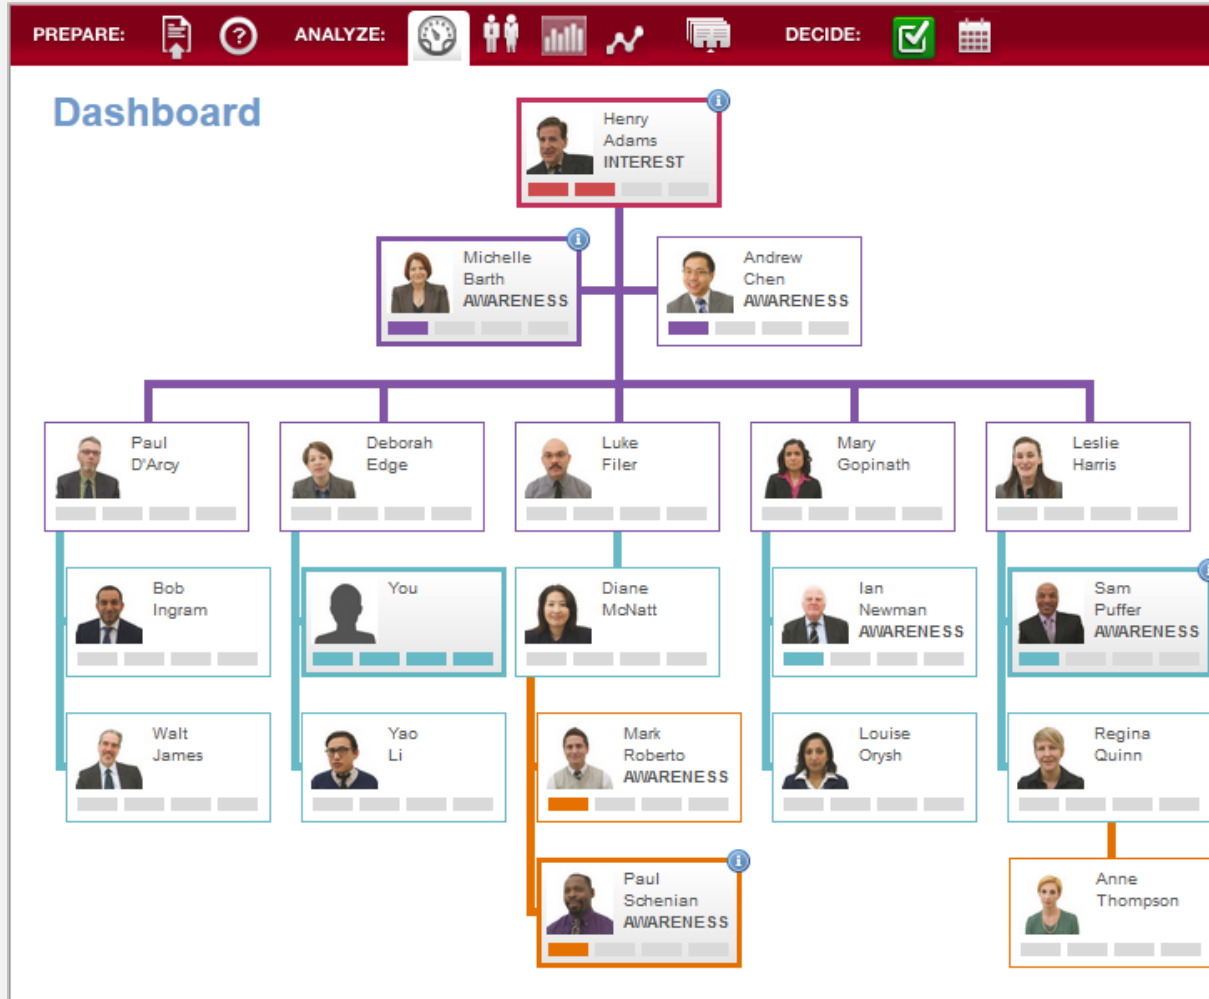 PREPARE: ? ANALYZE: DECIDE:
Dashboard
Henry
Adams
INTEREST
Michelle
Barth
AWARENESS
Andrew
Chen
AWARENESS
Paul
D'Arcy
Deborah
Edge
Luke
Filer
Mary
Gopinath
Leslie
Harris
Bob
Ingram
You
Diane
McNatt
Ian
Newman
AWARENESS
Sam
Puffer
AWARENESS
Walt
James
Yao
Li
Mark
Roberto
AWARENESS
Louise
Orysh
Regina
Quinn
Paul
Schenian
AWARENESS
Anne
Thompson